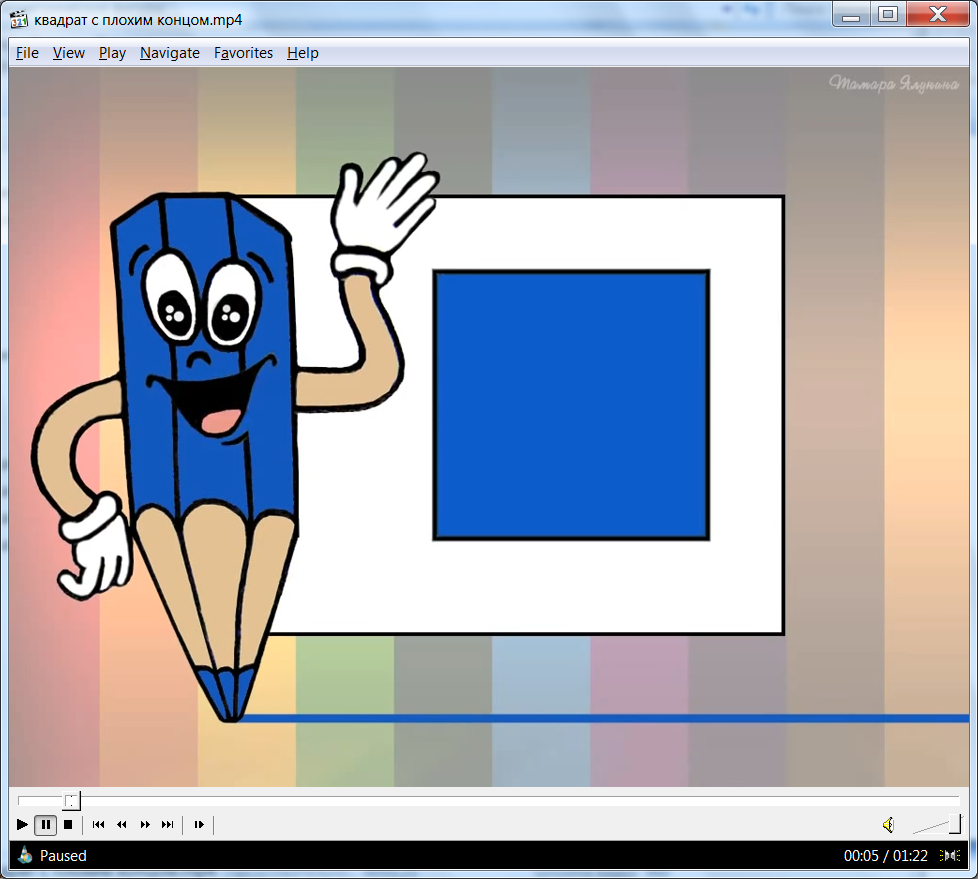 квадрат с плохим концом.mp4
File View Play Navigate Favorites Help
Тамара Ялунина
Paused
00:05 / 01:22